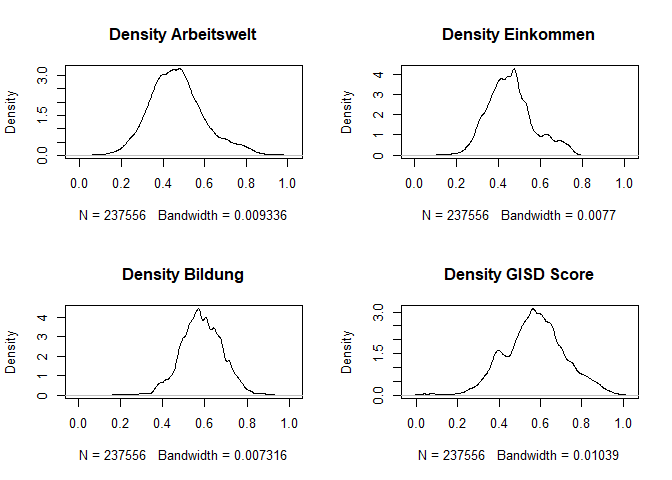 Density Arbeitswelt
Density
0.0 1.5 3.0
0.0 0.2 0.4 0.6 0.8 1.0
N = 237556 Bandwidth = 0.009336
Density Einkommen
Density
0 1 2 3 4
0.0 0.2 0.4 0.6 0.8 1.0
N = 237556 Bandwidth = 0.0077
Density Bildung
Density
0 1 2 3 4
0.0 0.2 0.4 0.6 0.8 1.0
N = 237556 Bandwidth = 0.007316
Density GISD Score
Density
0.0 1.5 3.0
0.0 0.2 0.4 0.6 0.8 1.0
N = 237556 Bandwidth = 0.01039